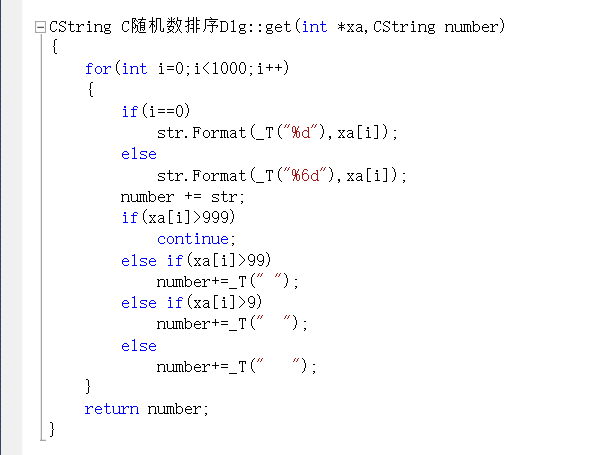 CString C随机数排序Dlg::get(int *xa,CString number)
{
    for(int i=0;i<1000;i++)
    {
        if(i==0)
            str.Format(_T("%d"),xa[i]);
        else
            str.Format(_T("%6d"),xa[i]);
        number += str;
        if(xa[i]>999)
            continue;
        else if(xa[i]>99)
            number+=_T(" ");
        else if(xa[i]>9)
            number+=_T("  ");
        else
            number+=_T("   ");
    }
    return number;
}